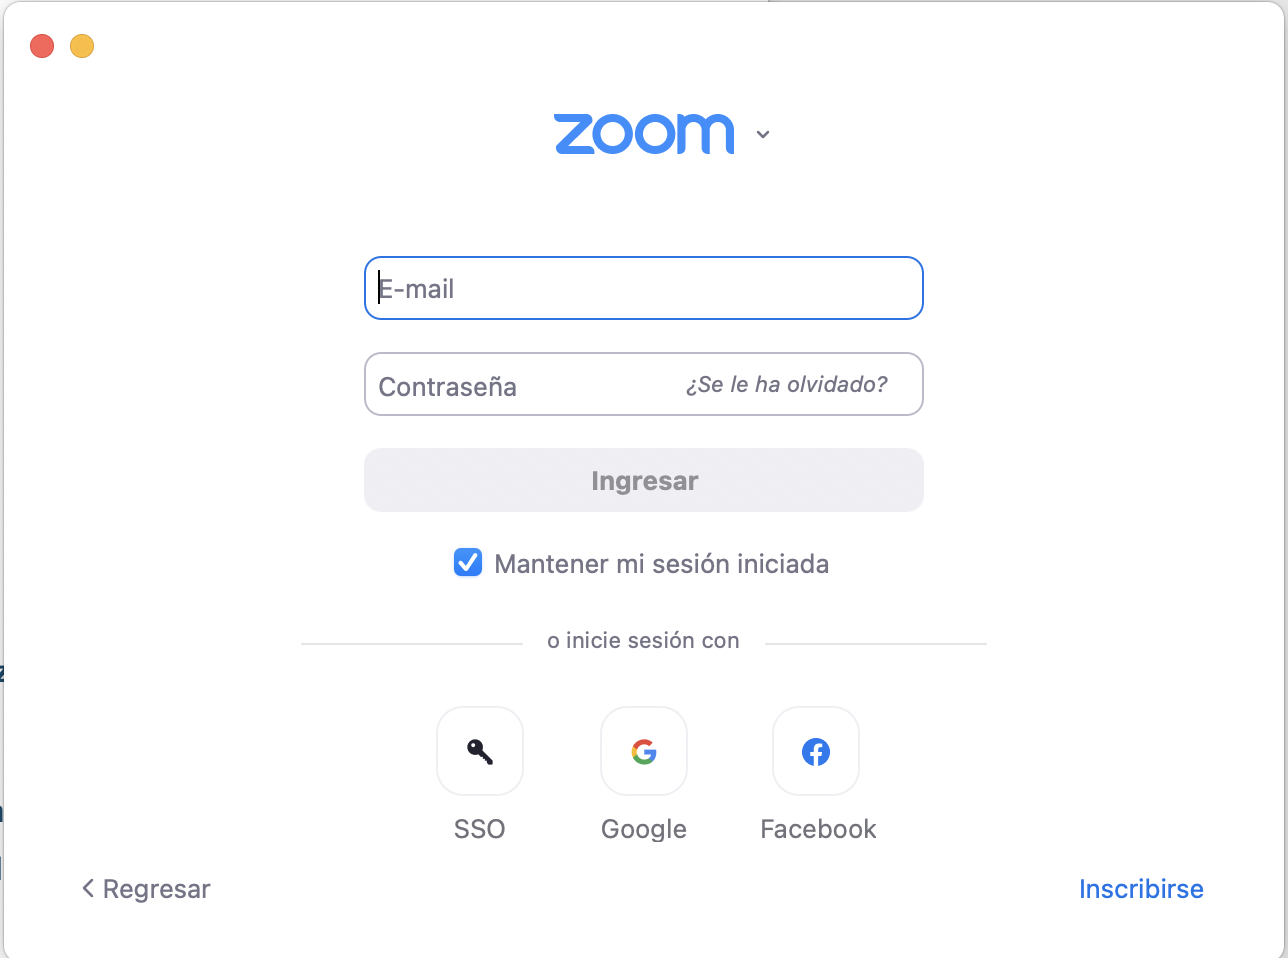 zoom
E-mail
Contraseña ¿Se le ha olvidado?
Ingresar
Mantener mi sesión iniciada
o inicie sesión con
SSO Google Facebook
Regresar Inscribirse